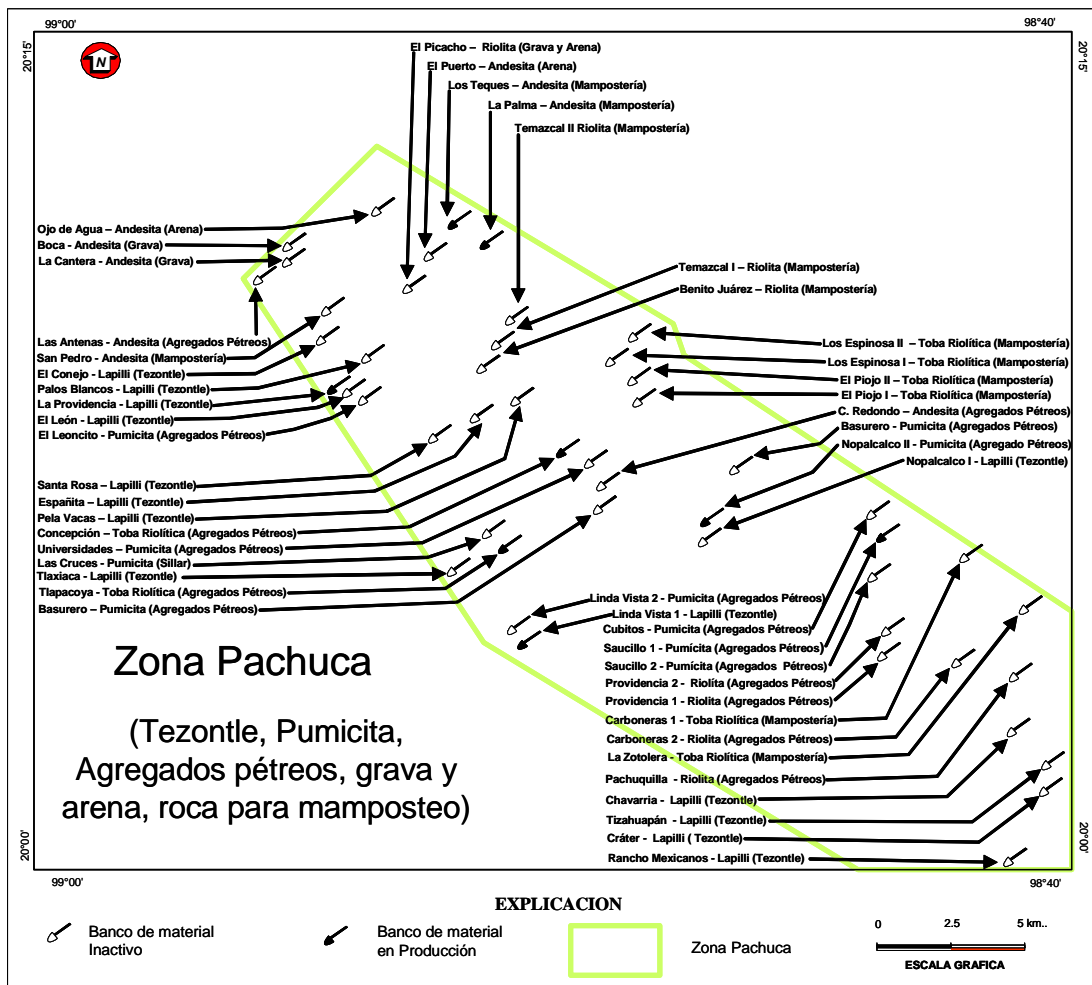 99°00'
98°40'
20°15'
20°15'
N
El Picacho – Riolita (Grava y Arena)
El Puerto – Andesita (Arena)
Los Teques – Andesita (Mampostería)
La Palma – Andesita (Mampostería)
Temazcal II Riolita (Mampostería)
Ojo de Agua – Andesita (Arena)
Boca - Andesita (Grava)
La Cantera - Andesita (Grava)
Temazcal I – Riolita (Mampostería)
Benito Juárez – Riolita (Mampostería)
Las Antenas - Andesita (Agregados Pétreos)
San Pedro - Andesita (Mampostería)
El Conejo - Lapilli (Tezontle)
Palos Blancos - Lapilli (Tezontle)
La Providencia - Lapilli (Tezontle)
El León - Lapilli (Tezontle)
El Leoncito - Pumicita (Agregados Pétreos)
Los Espinosa II – Toba Riolítica (Mampostería)
Los Espinosa I - Toba Riolítica (Mampostería)
El Piojo II - Toba Riolítica (Mampostería)
El Piojo I – Toba Riolítica (Mampostería)
C. Redondo – Andesita (Agregados Pétreos)
Basurero - Pumicita (Agregados Pétreos)
Nopalcalco II - Pumicita (Agregado Pétreos)
Nopalcalco I - Lapilli (Tezontle)
Santa Rosa – Lapilli (Tezontle)
Españita – Lapilli (Tezontle)
Pela Vacas – Lapilli (Tezontle)
Concepción – Toba Riolítica (Agregados Pétreos)
Universidades – Pumicita (Agregados Pétreos)
Las Cruces - Pumicita (Sillar)
Tlaxiaca - Lapilli (Tezontle)
Tlapacoya - Toba Riolítica (Agregados Pétreos)
Basurero – Pumicita (Agregados Pétreos)
Linda Vista 2 - Pumicita (Agregados Pétreos)
Linda Vista 1 - Lapilli (Tezontle)
Cubitos - Pumicita (Agregados Pétreos)
Saucillo 1 - Pumícita (Agregados Pétreos)
Saucillo 2 - Pumícita (Agregados Pétreos)
Providencia 2 - Riolíta (Agregados Pétreos)
Providencia 1 - Riolita (Agregados Pétreos)
Carboneras 1 - Toba Riolítica (Mampostería)
Carboneras 2 - Riolita (Agregados Pétreos)
La Zotolera - Toba Riolítica (Mampostería)
Pachuquilla - Riolita (Agregados Pétreos)
Chavarria - Lapilli (Tezontle)
Tizahuapán - Lapilli (Tezontle)
Cráter - Lapilli ( Tezontle)
Rancho Mexicanos - Lapilli (Tezontle)
Zona Pachuca
(Tezontle, Pumicita,
Agregados pétreos, grava y
arena, roca para mamposteo)
20°00'
20°00'
99°00'
98°40'
EXPLICACION
Banco de material
Inactivo
Banco de material
en Producción
Zona Pachuca
0 2.5 5 km..
ESCALA GRAFICA